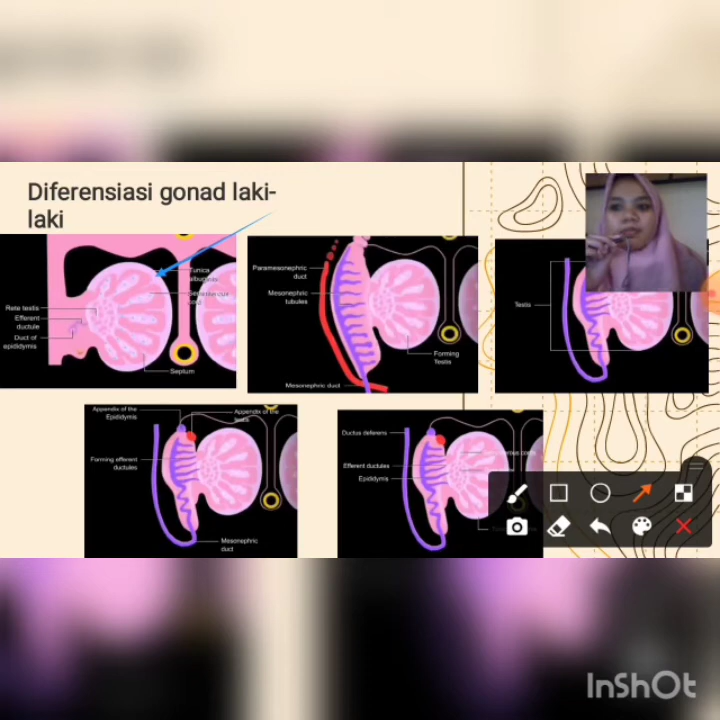 Diferensiasi gonad laki-
laki
Tunica
albuginea
Rete testis
Efferent
ductule
Duct of
epididymis
Septum
Paramesonephric
duct
Mesonephric
tubules
Forming
Testis
Mesonephric duct
Testis
Appendix of the
Epididymis
Appendix of the
testis
Forming efferent
ductules
Mesonephric
duct
Ductus deferens
Efferent ductules
Epididymis
InShOt